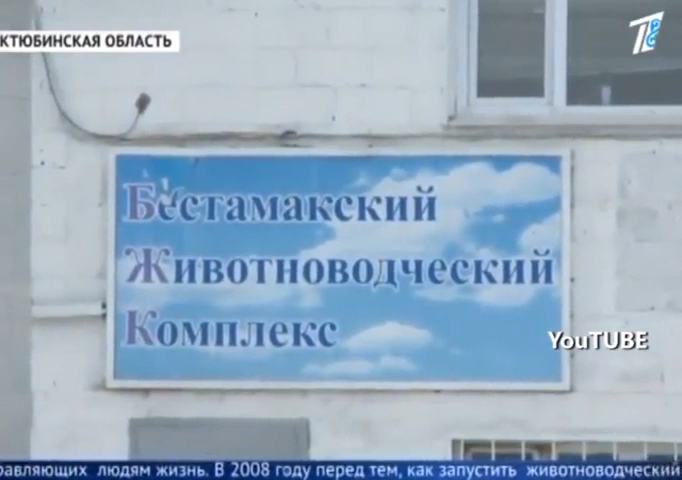 КТЮБИНСКАЯ ОБЛАСТЬ
Бестамакский
Животноводческий
Комплекс
YouTUBE
равляющих людям жизнь. В 2008 году перед тем, как запустить животноводческий